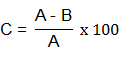 C = A - B / A x 100